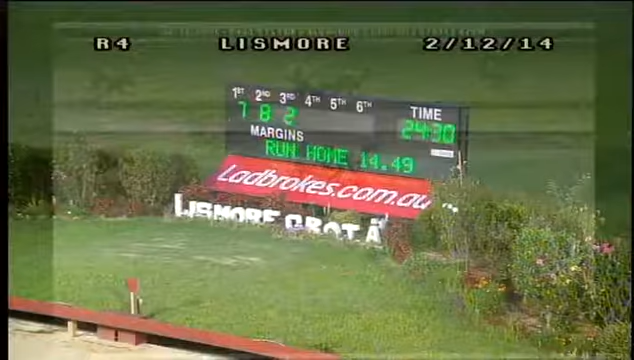 R4 LISMORE 2/12/14
1ST 2ND 3RD 4TH 5TH 6TH TIME
7 8 2 24:30
MARGINS
RUN HOME 14.49
Ladbrokes.com.au
LISMORE